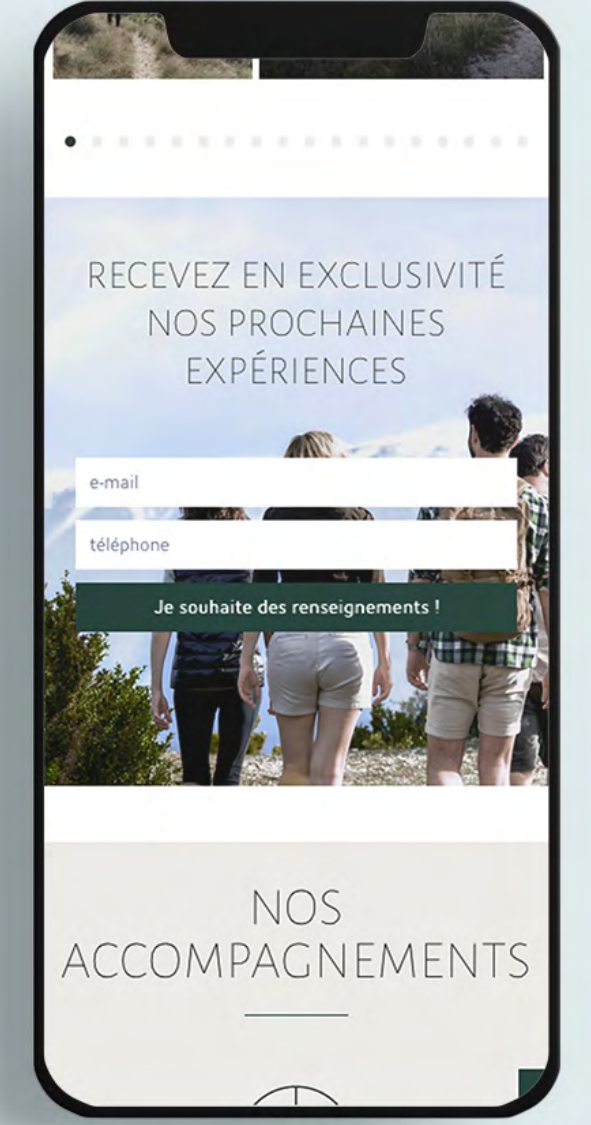 RECEVEZ EN EXCLUSIVITÉ
NOS PROCHAINES
EXPÉRIENCES
e-mail
téléphone
Je souhaite des renseignements !
NOS
ACCOMPAGNEMENTS